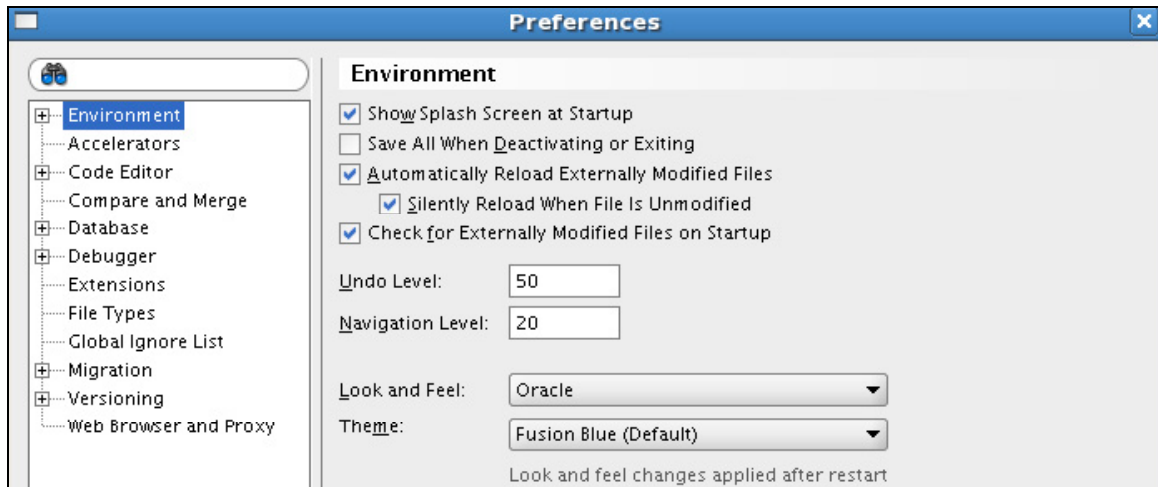 Preferences
Environment
Accelerators
Code Editor
Compare and Merge
Database
Debugger
Extensions
File Types
Global Ignore List
Migration
Versioning
Web Browser and Proxy
Environment
Show Splash Screen at Startup
Save All When Deactivating or Exiting
Automatically Reload Externally Modified Files
Silently Reload When File Is Unmodified
Check for Externally Modified Files on Startup
Undo Level: 50
Navigation Level: 20
Look and Feel: Oracle
Theme: Fusion Blue (Default)
Look and feel changes applied after restart